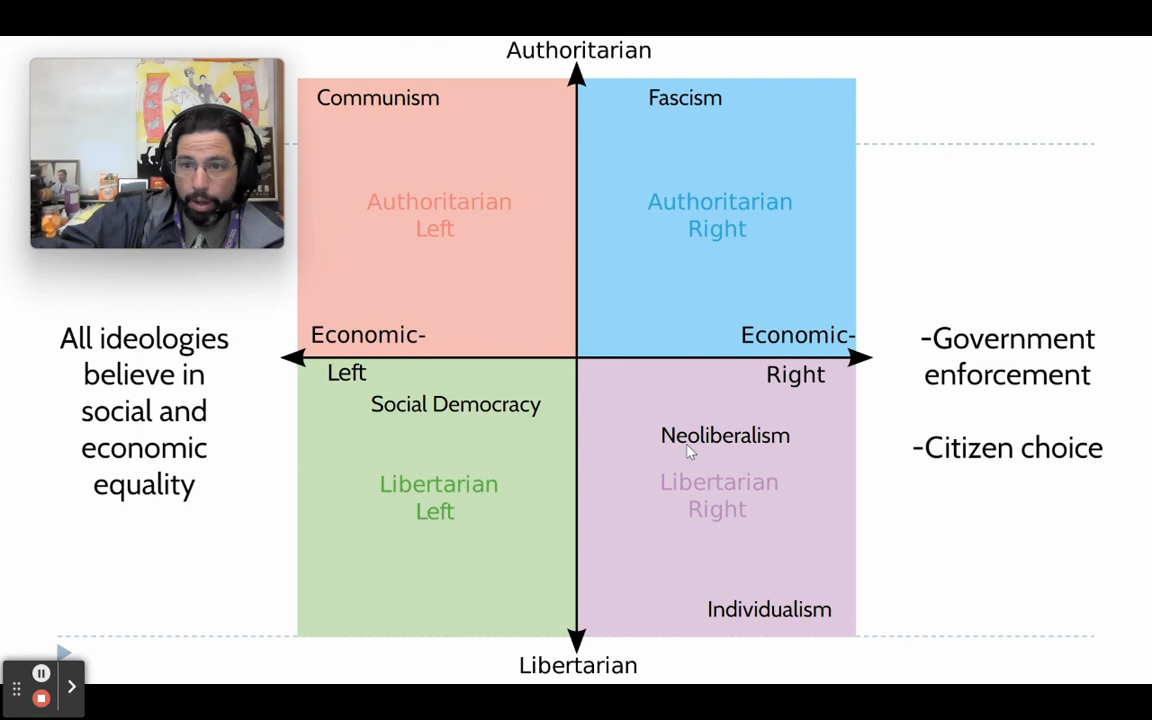 Authoritarian
Communism
Fascism
Authoritarian
Left
Authoritarian
Right
Economic-
Left
Economic-
Right
All ideologies
believe in
social and
economic
equality
-Government
enforcement
-Citizen choice
Social Democracy
Neoliberalism
Libertarian
Left
Libertarian
Right
Individualism
Libertarian